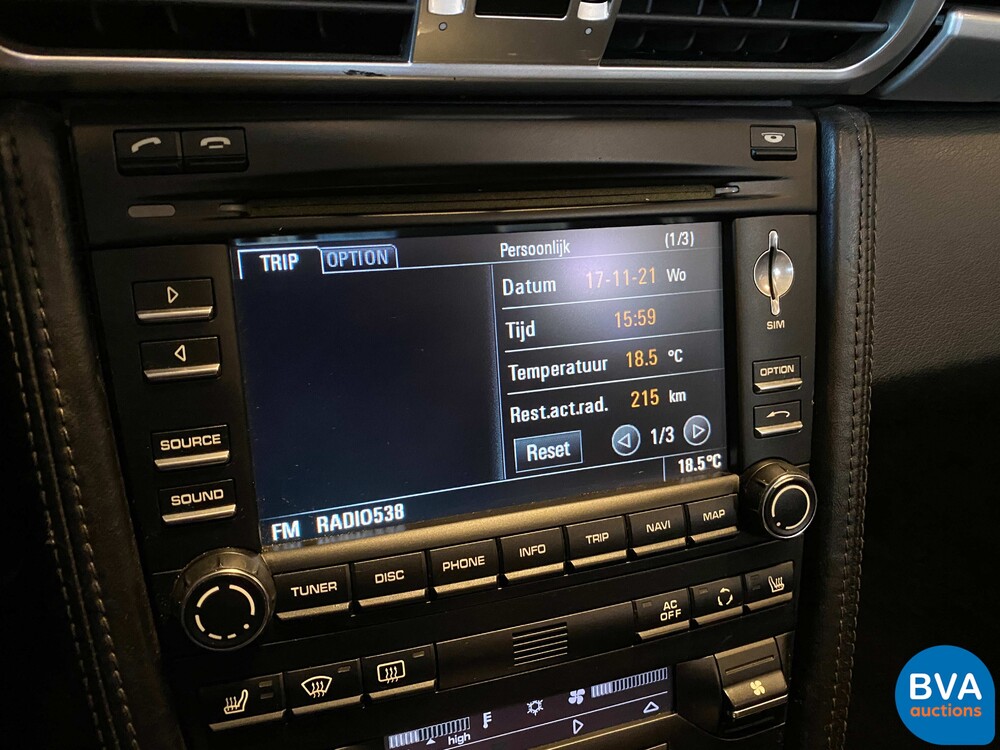 TRIP OPTION Persoonlijk (1/3)
Datum 17-11-21 Wo
Tijd 15:59
Temperatuur 18.5 °C
Rest.act.rad. 215 km
Reset 1/3
18.5°C
FM RADIO538
SOURCE
SOUND
SIM
OPTION
TUNER DISC PHONE INFO TRIP NAVI MAP
AC
OFF
high
BVA
auctions